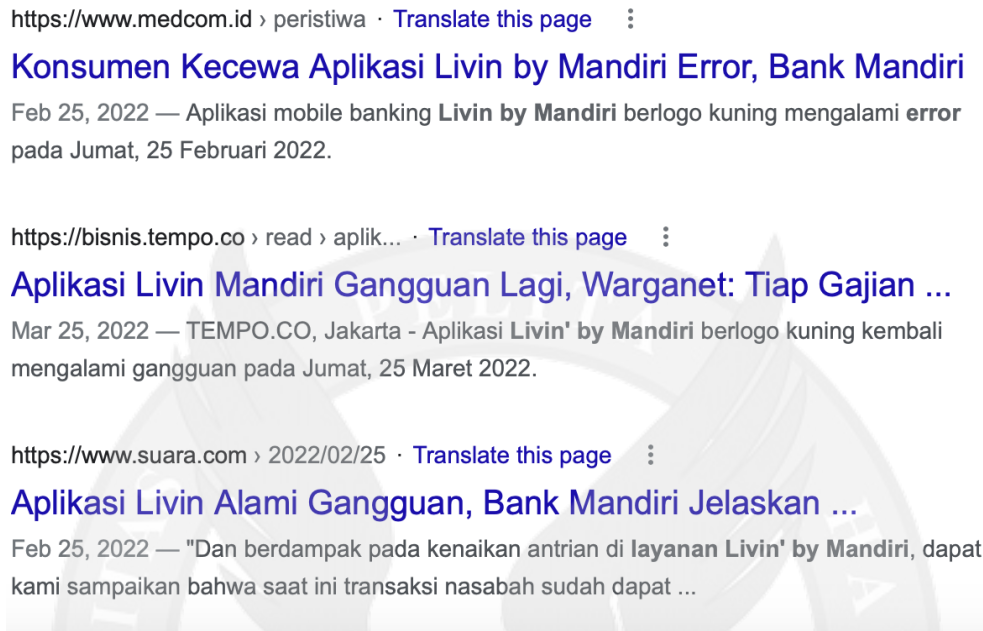 https://www.medcom.id › peristiwa · Translate this page
Konsumen Kecewa Aplikasi Livin by Mandiri Error, Bank Mandiri
Feb 25, 2022 — Aplikasi mobile banking Livin by Mandiri berlogo kuning mengalami error
pada Jumat, 25 Februari 2022.
https://bisnis.tempo.co › read › aplik... · Translate this page
Aplikasi Livin Mandiri Gangguan Lagi, Warganet: Tiap Gajian ...
Mar 25, 2022 — TEMPO.CO, Jakarta - Aplikasi Livin' by Mandiri berlogo kuning kembali
mengalami gangguan pada Jumat, 25 Maret 2022.
https://www.suara.com › 2022/02/25 · Translate this page
Aplikasi Livin Alami Gangguan, Bank Mandiri Jelaskan ...
Feb 25, 2022 — "Dan berdampak pada kenaikan antrian di layanan Livin' by Mandiri, dapat
kami sampaikan bahwa saat ini transaksi nasabah sudah dapat ...
PELITA